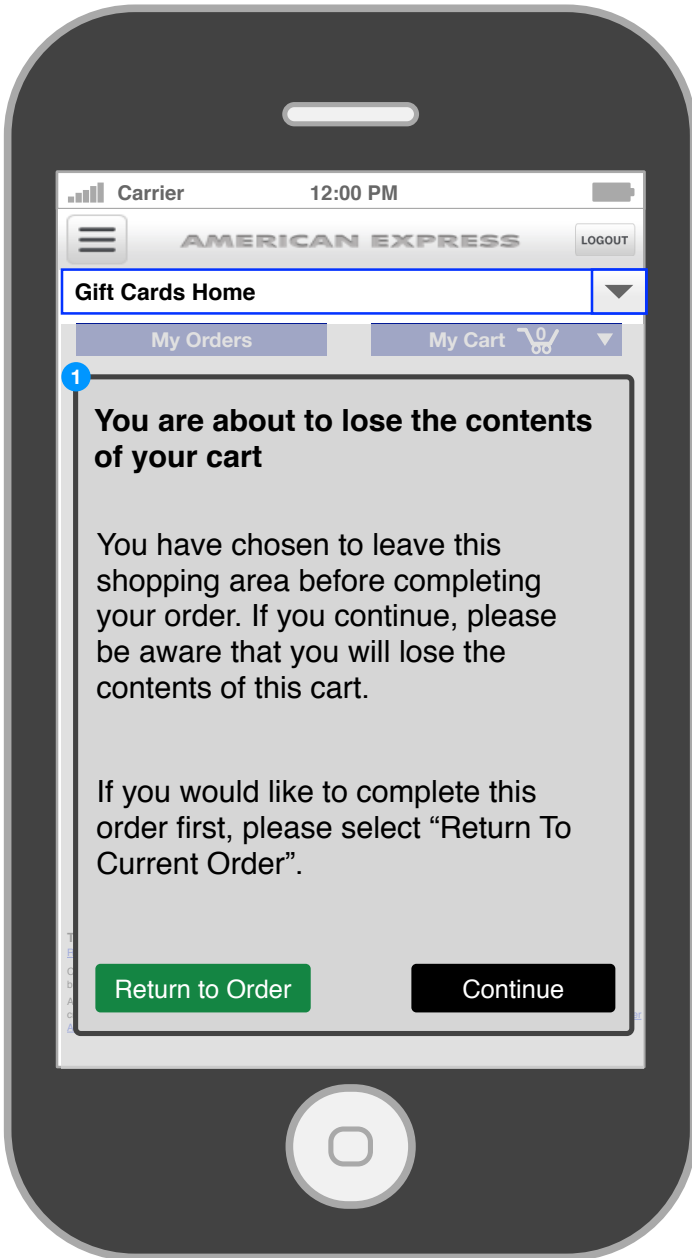 Carrier 12:00 PM
AMERICAN EXPRESS LOGOUT
Gift Cards Home
My Orders My Cart 0
1
You are about to lose the contents
of your cart
You have chosen to leave this
shopping area before completing
your order. If you continue, please
be aware that you will lose the
contents of this cart.
If you would like to complete this
order first, please select “Return To
Current Order”.
Return to Order Continue